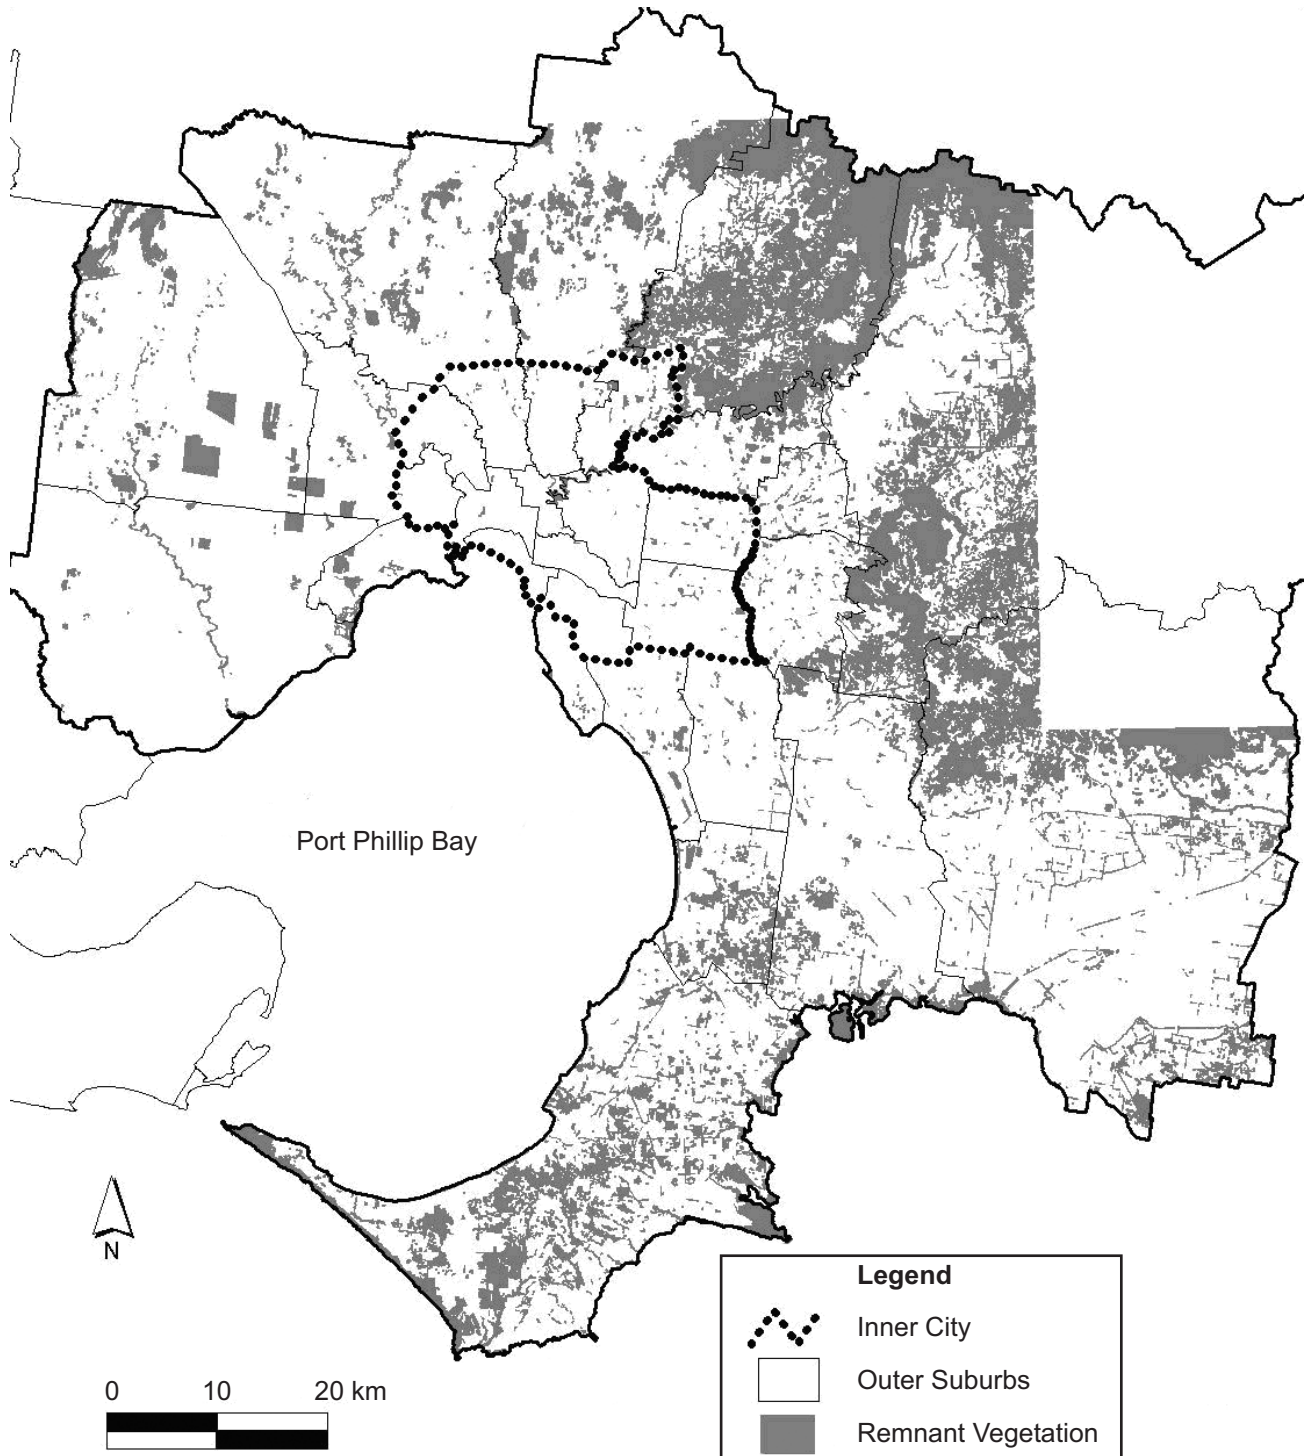 Port Phillip Bay
N
0 10 20 km
Legend
Inner City
Outer Suburbs
Remnant Vegetation